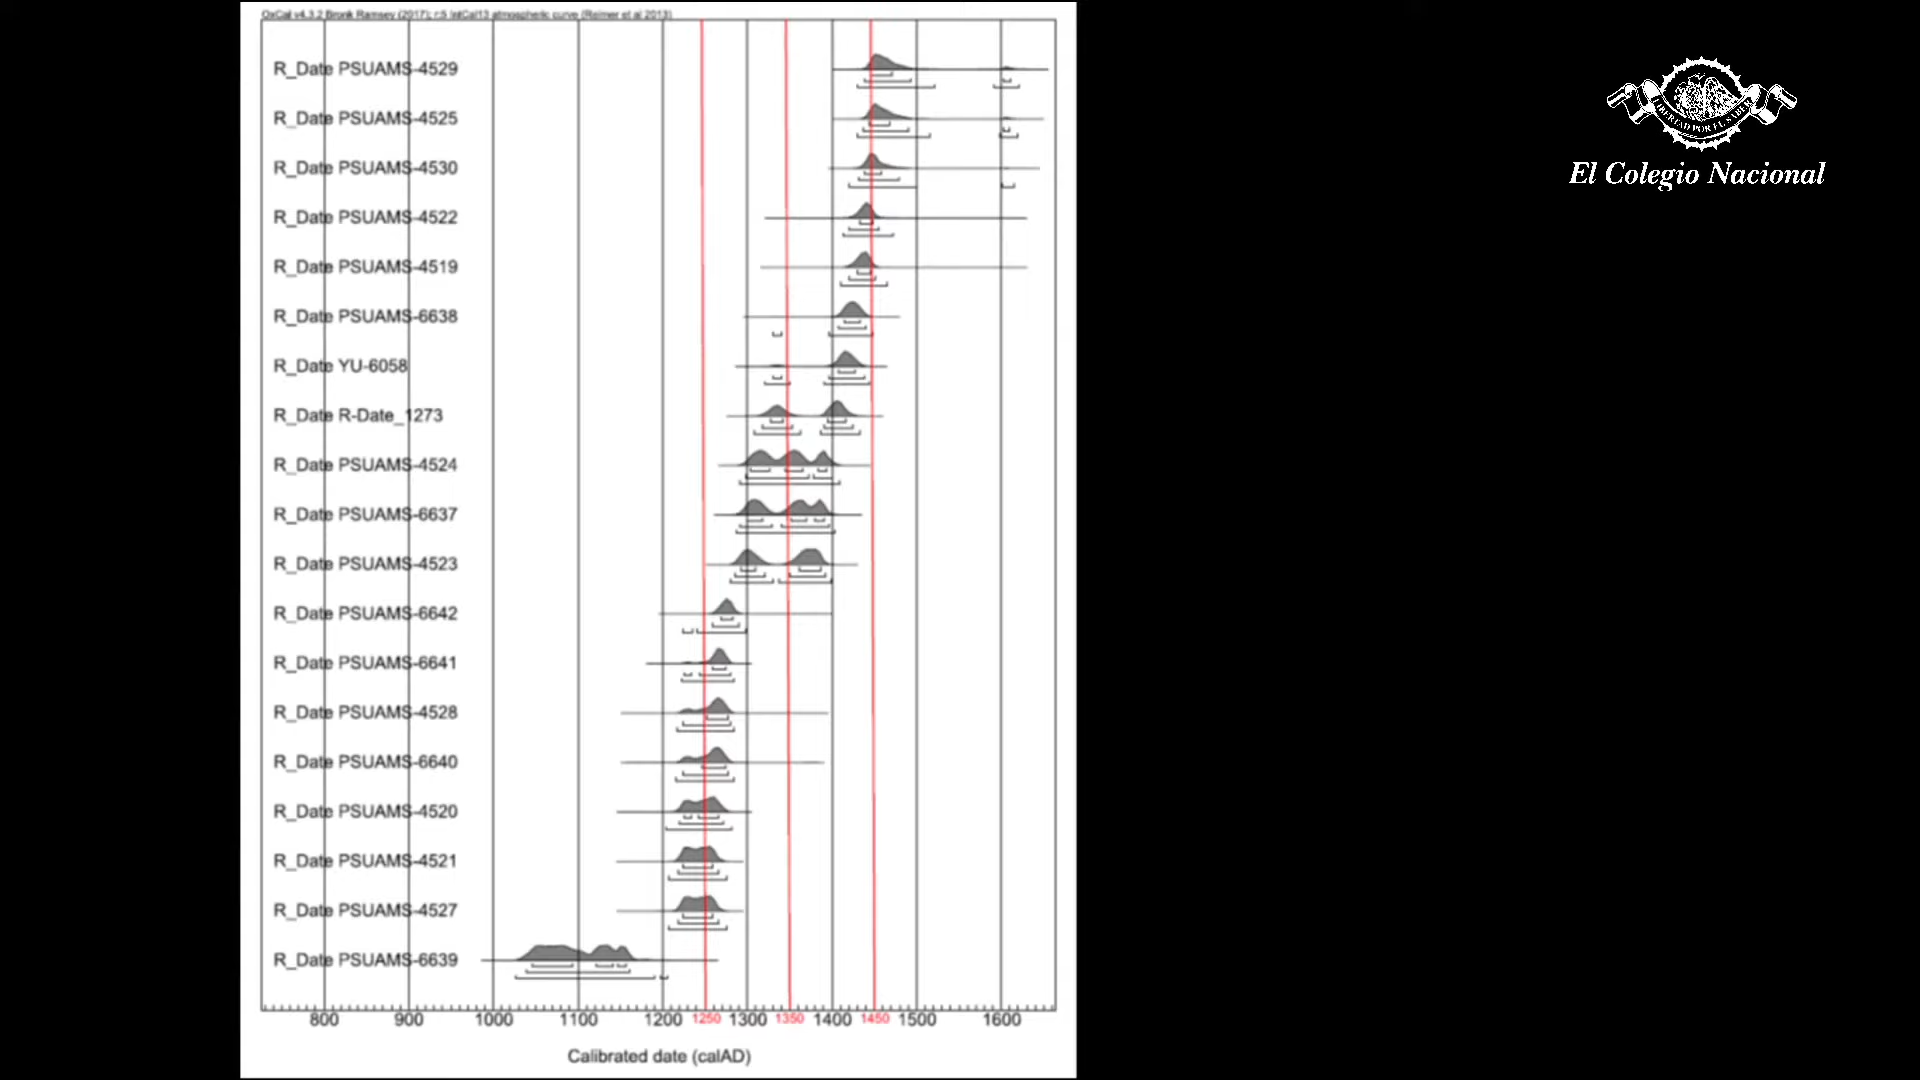 OxCal v4.3.2 Bronk Ramsey (2017); r:5 IntCal13 atmospheric curve (Reimer et al 2013)
R_Date PSUAMS-4529
R_Date PSUAMS-4525
R_Date PSUAMS-4530
R_Date PSUAMS-4522
R_Date PSUAMS-4519
R_Date PSUAMS-6638
R_Date YU-6058
R_Date R-Date_1273
R_Date PSUAMS-4524
R_Date PSUAMS-6637
R_Date PSUAMS-4523
R_Date PSUAMS-6642
R_Date PSUAMS-6641
R_Date PSUAMS-4528
R_Date PSUAMS-6640
R_Date PSUAMS-4520
R_Date PSUAMS-4521
R_Date PSUAMS-4527
R_Date PSUAMS-6639
800 900 1000 1100 1200 1250 1300 1350 1400 1450 1500 1600
Calibrated date (calAD)
LIBERTAD POR EL SABER
El Colegio Nacional